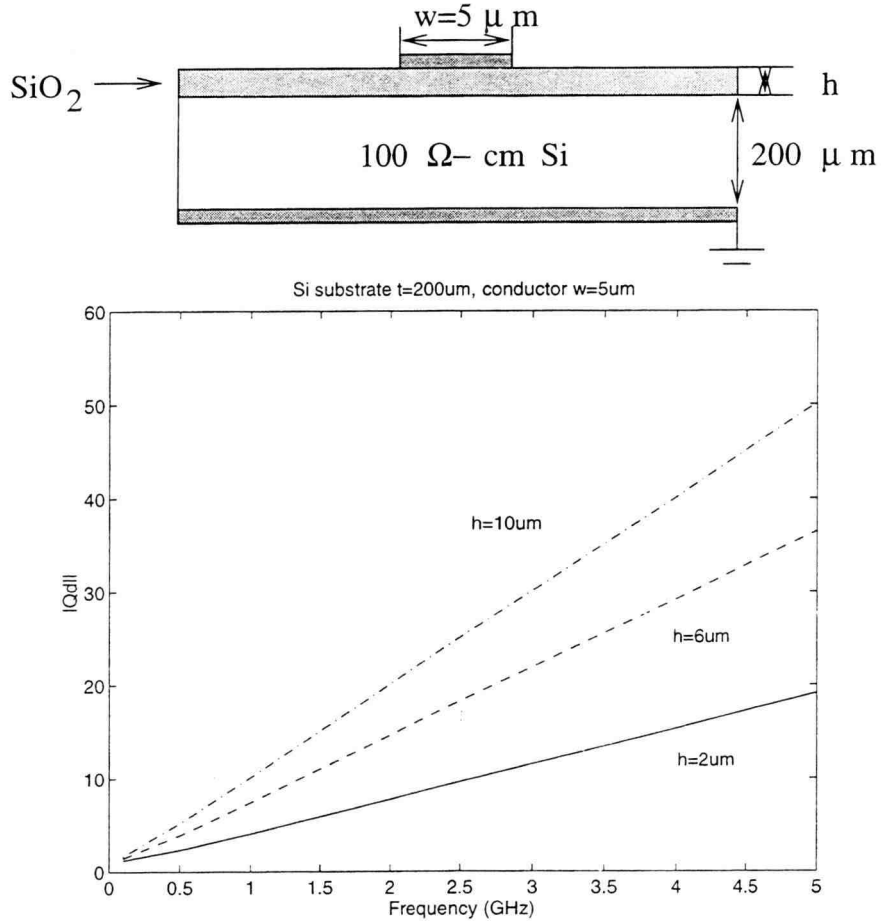 w=5 μ m
SiO2
h
100 Ω– cm Si
200 μ m
Si substrate t=200um, conductor w=5um
60
50
40
30
20
10
0
|Qdl|
h=10um
h=6um
h=2um
0 0.5 1 1.5 2 2.5 3 3.5 4 4.5 5
Frequency (GHz)